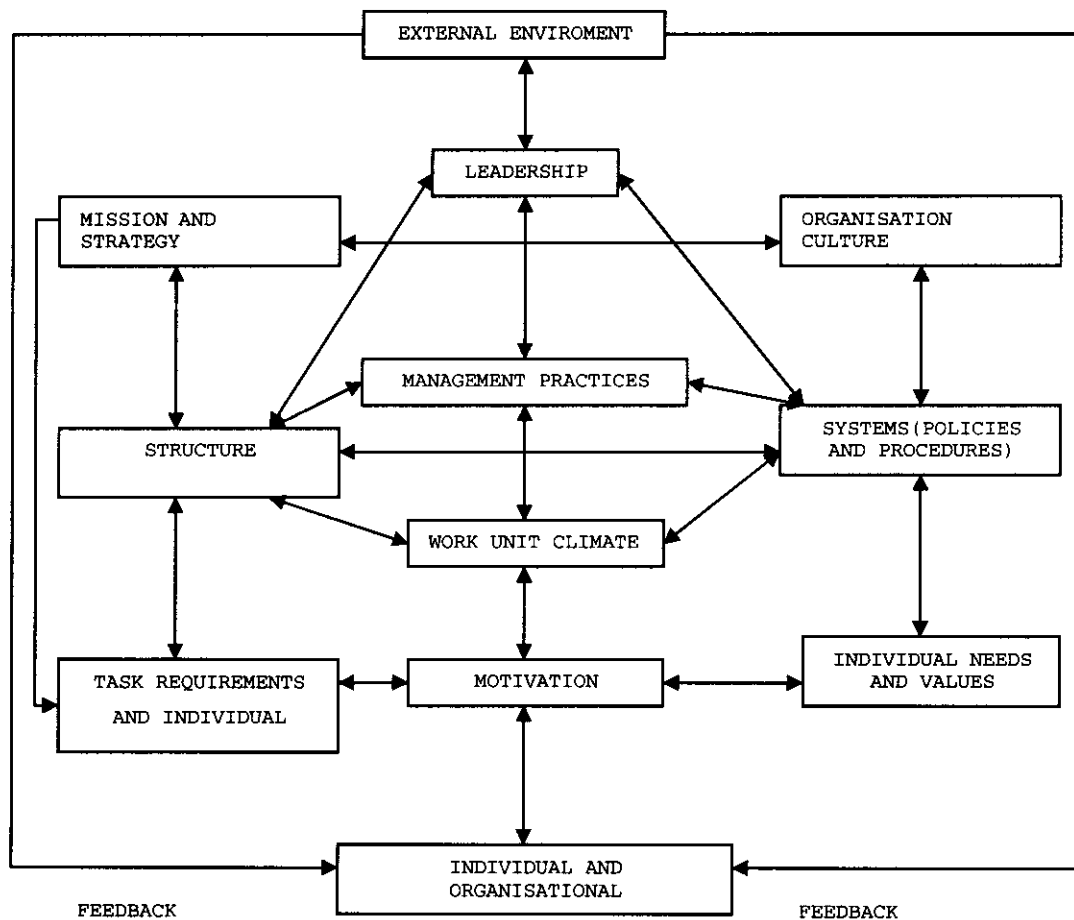 EXTERNAL ENVIROMENT
LEADERSHIP
MISSION AND
STRATEGY
ORGANISATION
CULTURE
MANAGEMENT PRACTICES
STRUCTURE
SYSTEMS(POLICIES
AND PROCEDURES)
WORK UNIT CLIMATE
TASK REQUIREMENTS
AND INDIVIDUAL
MOTIVATION
INDIVIDUAL NEEDS
AND VALUES
INDIVIDUAL AND
ORGANISATIONAL
FEEDBACK
FEEDBACK